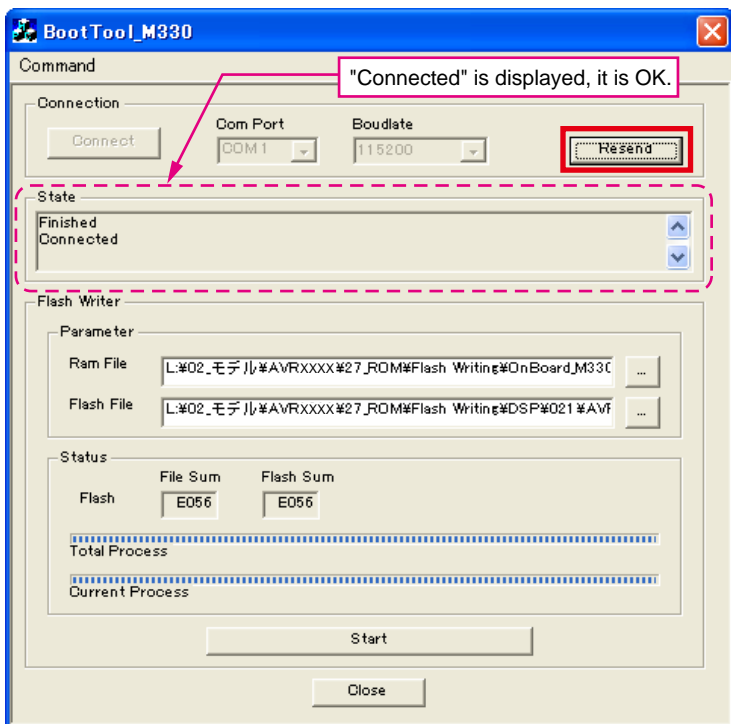 BootTool_M330
Command
"Connected" is displayed, it is OK.
Connection
Connect
Com Port
COM1
Boudlate
115200
Resend
State
Finished
Connected
Flash Writer
Parameter
Ram File
L:¥02_モデル¥AVRXXXX¥27_ROM¥Flash Writing¥OnBoard_M330
...
Flash File
L:¥02_モデル¥AVRXXXX¥27_ROM¥Flash Writing¥DSP¥021¥AVR
...
Status
File Sum
Flash Sum
Flash
E056
E056
Total Process
Current Process
Start
Close